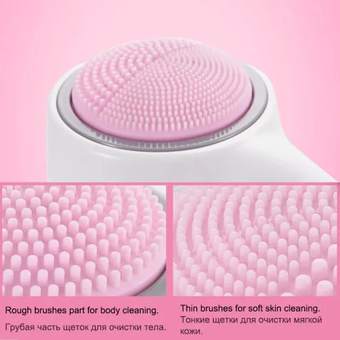 Rough brushes part for body cleaning.
Грубая часть щеток для очистки тела.
Thin brushes for soft skin cleaning.
Тонкие щетки для очистки мягкой
кожи.